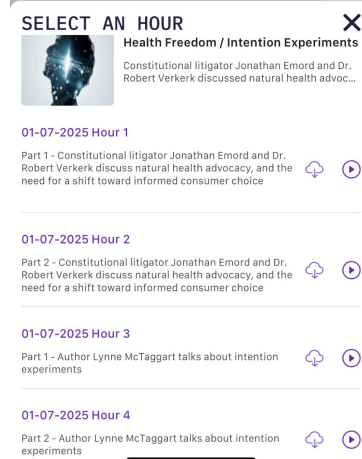 SELECT AN HOUR
Health Freedom / Intention Experiments
Constitutional litigator Jonathan Emord and Dr.
Robert Verkerk discussed natural health advoc...
01-07-2025 Hour 1
Part 1 - Constitutional litigator Jonathan Emord and Dr.
Robert Verkerk discuss natural health advocacy, and the
need for a shift toward informed consumer choice
01-07-2025 Hour 2
Part 2 - Constitutional litigator Jonathan Emord and Dr.
Robert Verkerk discuss natural health advocacy, and the
need for a shift toward informed consumer choice
01-07-2025 Hour 3
Part 1 - Author Lynne McTaggart talks about intention
experiments
01-07-2025 Hour 4
Part 2 - Author Lynne McTaggart talks about intention
experiments